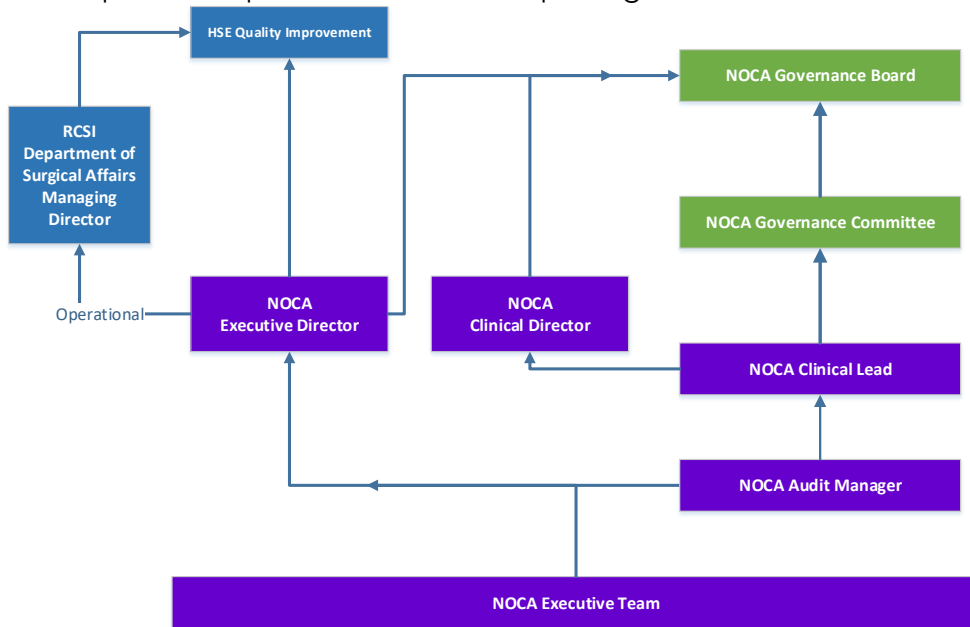 HSE Quality Improvement
NOCA Governance Board
RCSI
Department of
Surgical Affairs
Managing
Director
NOCA Governance Committee
Operational
NOCA
Executive Director
NOCA
Clinical Director
NOCA Clinical Lead
NOCA Audit Manager
NOCA Executive Team